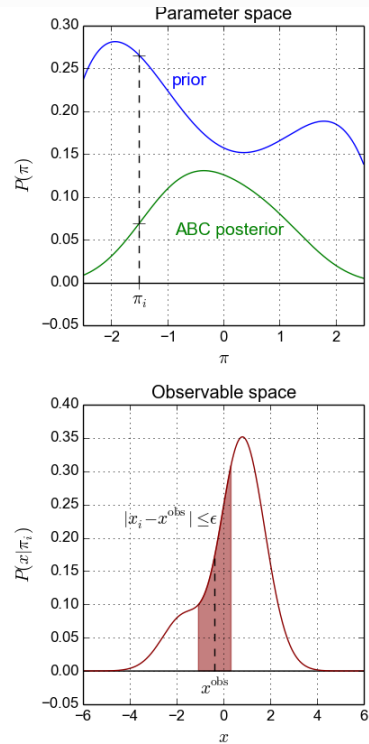 Parameter space
0.30
0.25
0.20
0.15
0.10
0.05
0.00
−0.05
P(π)
prior
ABC posterior
π_i
−2 −1 0 1 2
π
Observable space
0.40
0.35
0.30
0.25
0.20
0.15
0.10
0.05
0.00
−0.05
P(x|π_i)
|x_i−x^obs| ≤ϵ
x^obs
−6 −4 −2 0 2 4 6
x